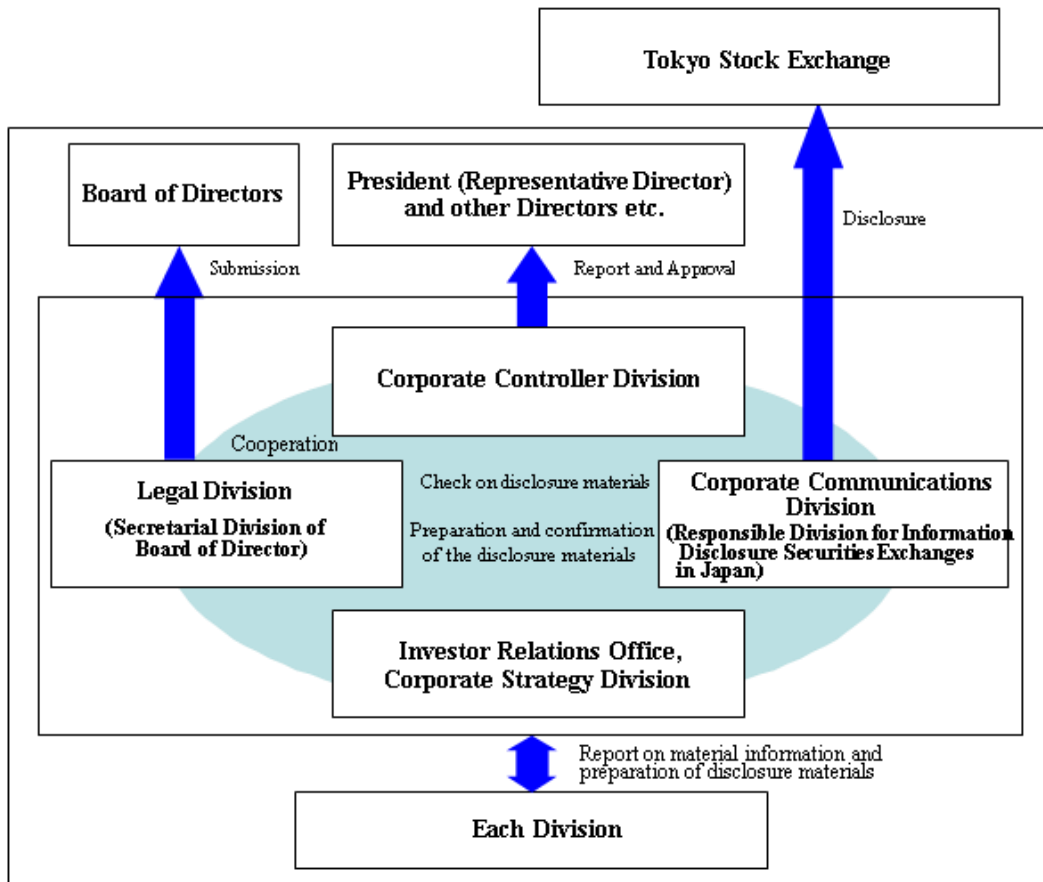 Tokyo Stock Exchange
Board of Directors
President (Representative Director)
and other Directors etc.
Disclosure
Submission
Report and Approval
Corporate Controller Division
Cooperation
Legal Division
(Secretarial Division of
Board of Director)
Check on disclosure materials
Preparation and confirmation
of the disclosure materials
Corporate Communications
Division
(Responsible Division for Information
Disclosure Securities Exchanges
in Japan)
Investor Relations Office,
Corporate Strategy Division
Report on material information and
preparation of disclosure materials
Each Division